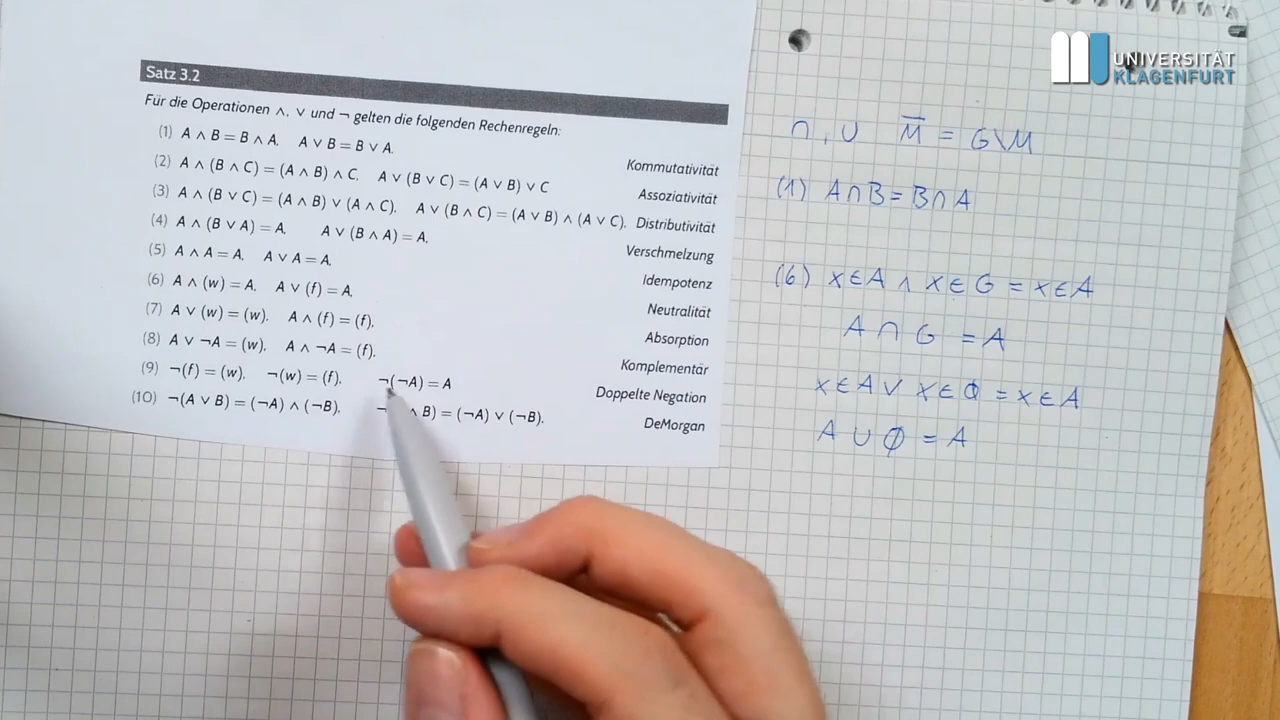 Satz 3.2
Für die Operationen ∧, ∨ und ¬ gelten die folgenden Rechenregeln:
(1) A ∧ B = B ∧ A. A ∨ B = B ∨ A. Kommutativität
(2) A ∧ (B ∧ C) = (A ∧ B) ∧ C. A ∨ (B ∨ C) = (A ∨ B) ∨ C Assoziativität
(3) A ∧ (B ∨ C) = (A ∧ B) ∨ (A ∧ C). A ∨ (B ∧ C) = (A ∨ B) ∧ (A ∨ C). Distributivität
(4) A ∧ (B ∨ A) = A. A ∨ (B ∧ A) = A. Verschmelzung
(5) A ∧ A = A. A ∨ A = A. Idempotenz
(6) A ∧ (w) = A. A ∨ (f) = A. Neutralität
(7) A ∨ (w) = (w). A ∧ (f) = (f). Absorption
(8) A ∨ ¬A = (w). A ∧ ¬A = (f). Komplementär
(9) ¬(f) = (w). ¬(w) = (f). ¬(¬A) = A Doppelte Negation
(10) ¬(A ∨ B) = (¬A) ∧ (¬B). ∧ B) = (¬A) ∨ (¬B). DeMorgan
UNIVERSITÄT
KLAGENFURT
∩, ∪ M̅ = G\M
(1) A∩B = B∩A
(6) x∈A ∧ x∈G = x∈A
A ∩ G = A
x∈A ∨ x∈∅ = x∈A
A ∪ ∅ = A